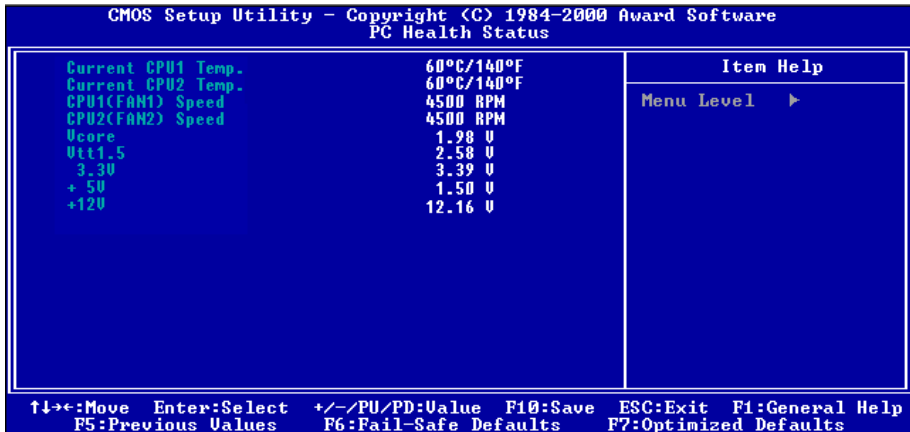 CMOS Setup Utility - Copyright (C) 1984-2000 Award Software
PC Health Status
Current CPU1 Temp. 60°C/140°F
Current CPU2 Temp. 60°C/140°F
CPU1(FAN1) Speed 4500 RPM
CPU2(FAN2) Speed 4500 RPM
Vcore 1.98 V
Vtt1.5 2.58 V
3.3V 3.39 V
+ 5V 1.50 V
+12V 12.16 V
Item Help
Menu Level ►
↑↓→←:Move Enter:Select +/-/PU/PD:Value F10:Save ESC:Exit F1:General Help
F5:Previous Values F6:Fail-Safe Defaults F7:Optimized Defaults